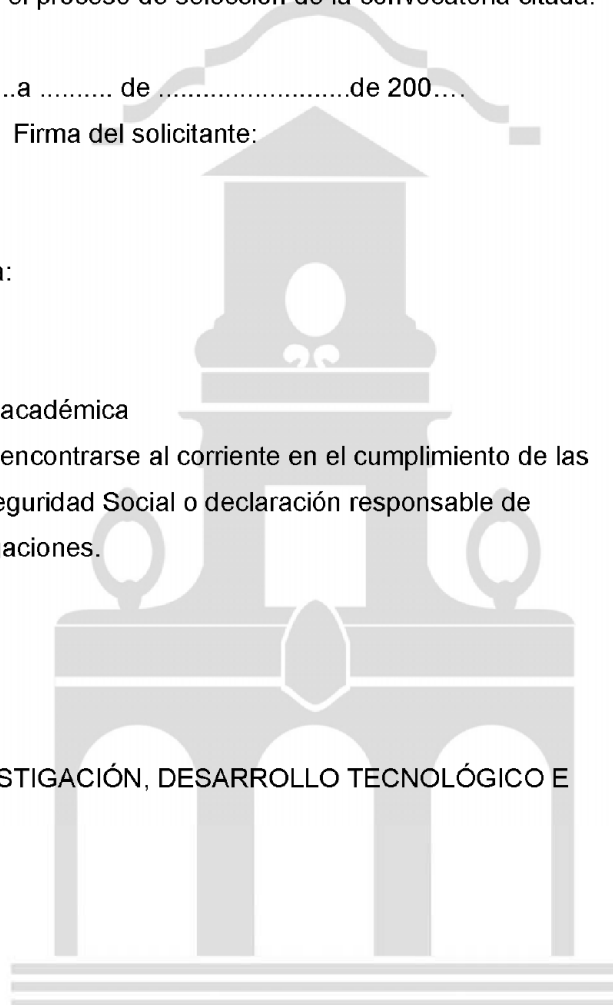 el proceso de selección de la convocatoria citada.
..a .......... de ..........................de 200....
Firma del solicitante:
a:
académica
encontrarse al corriente en el cumplimiento de las
eguridad Social o declaración responsable de
gaciones.
STIGACIÓN, DESARROLLO TECNOLÓGICO E